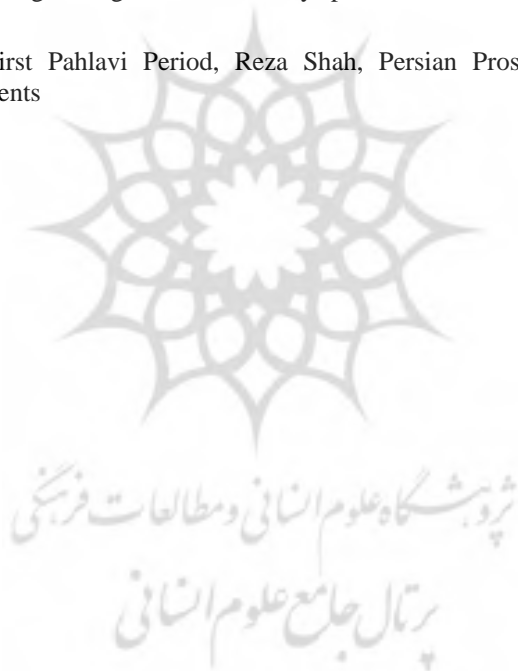 irst Pahlavi Period, Reza Shah, Persian Pros
ents
پژوهشگاه علوم انسانی و مطالعات فرهنگی
پرتال جامع علوم انسانی